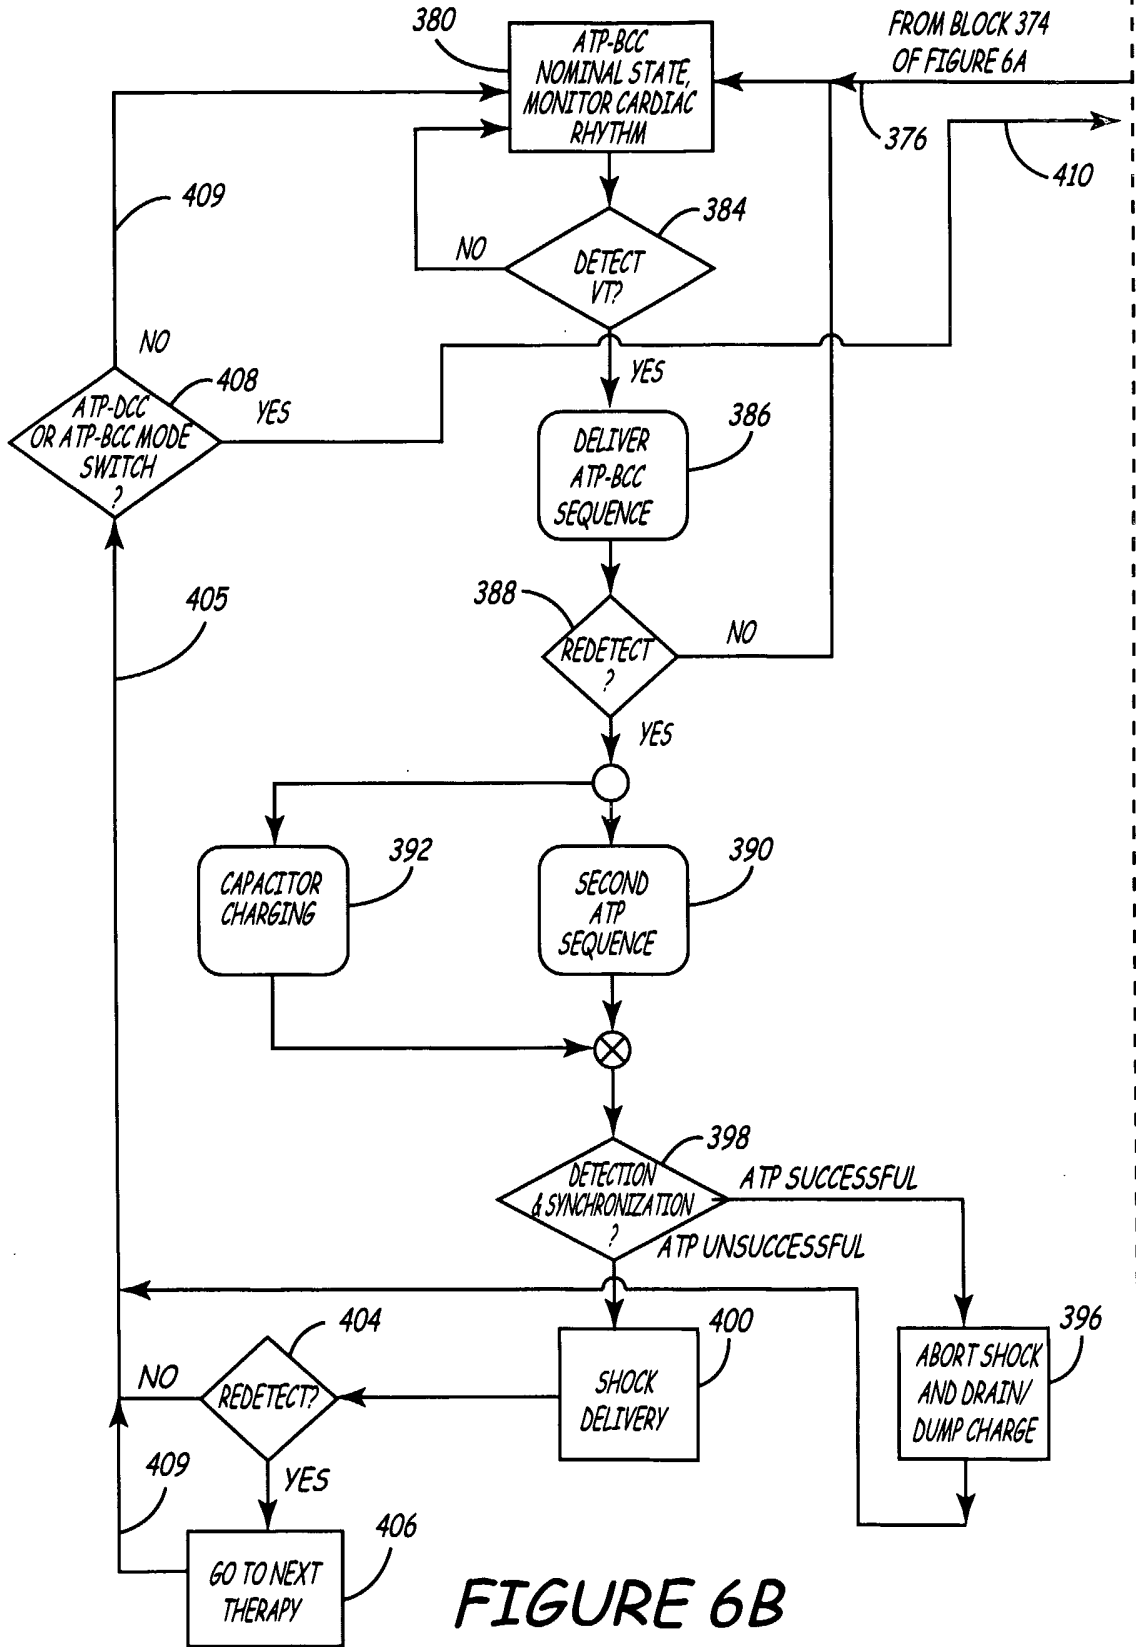 380
ATP-BCC
NOMINAL STATE,
MONITOR CARDIAC
RHYTHM
FROM BLOCK 374
OF FIGURE 6A
376
410
409
384
NO
DETECT
VT?
NO
408
YES
ATP-DCC
OR ATP-BCC MODE
SWITCH
?
YES
386
DELIVER
ATP-BCC
SEQUENCE
405
388
REDETECT
?
NO
YES
392
CAPACITOR
CHARGING
390
SECOND
ATP
SEQUENCE
398
DETECTION
& SYNCHRONIZATION
?
ATP SUCCESSFUL
ATP UNSUCCESSFUL
404
400
396
NO
REDETECT?
SHOCK
DELIVERY
ABORT SHOCK
AND DRAIN/
DUMP CHARGE
409
YES
406
GO TO NEXT
THERAPY
FIGURE 6B